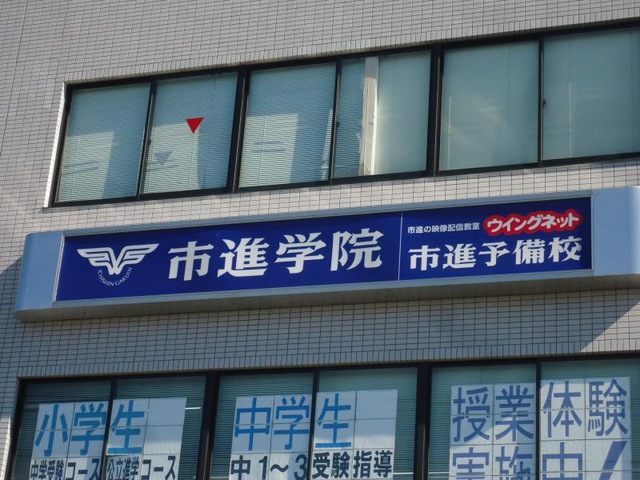 市進学院
ICHISHIN GAKUIN
市進の映像配信教室 ウイングネット
市進予備校
小学生
中学受験コース 公立進学コース
中学生
中1〜3 受験指導
授業体験
実施中!